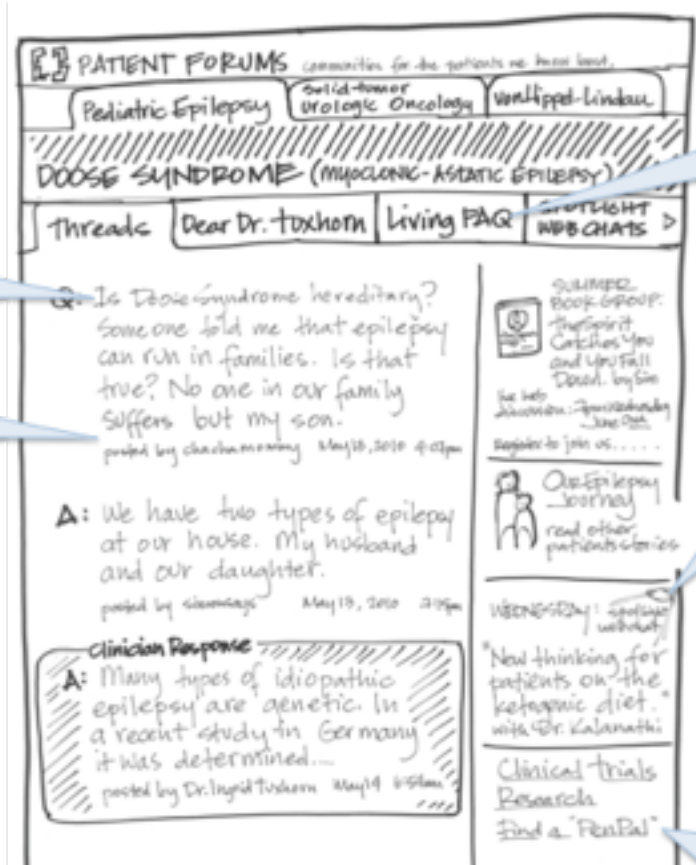 PATIENT FORUMS communities for the patients we know best.
Pediatric Epilepsy
Solid-tumor
Urologic Oncology
Von Hippel-Lindau
DOOSE SYNDROME (MYOCLONIC-ASTATIC EPILEPSY)
Threads
Dear Dr. Tuxhorn
Living FAQ
SPOTLIGHT
WEB CHATS >
Q: Is Doose Syndrome hereditary?
Someone told me that epilepsy
can run in families. Is that
true? No one in our family
suffers but my son.
posted by chachamommy May 13, 2010
A: We have two types of epilepsy
at our house. My husband
and our daughter.
posted by simonsays May 13, 2010
Clinician Response
A: Many types of idiopathic
epilepsy are genetic. In
a recent study in Germany
it was determined....
posted by Dr. Ingrid Tuxhorn May 14
SUMMER
BOOK GROUP:
The Spirit
Catches You
and You Fall
Down.
discussion:
Register to join us.....
Our Epilepsy
Journey
read other
patients stories
WEDNESDAY: spotlight
webchat
"New thinking for
patients on the
ketogenic diet."
with Dr. Kalanathi
Clinical trials
Research
Find a "PenPal"